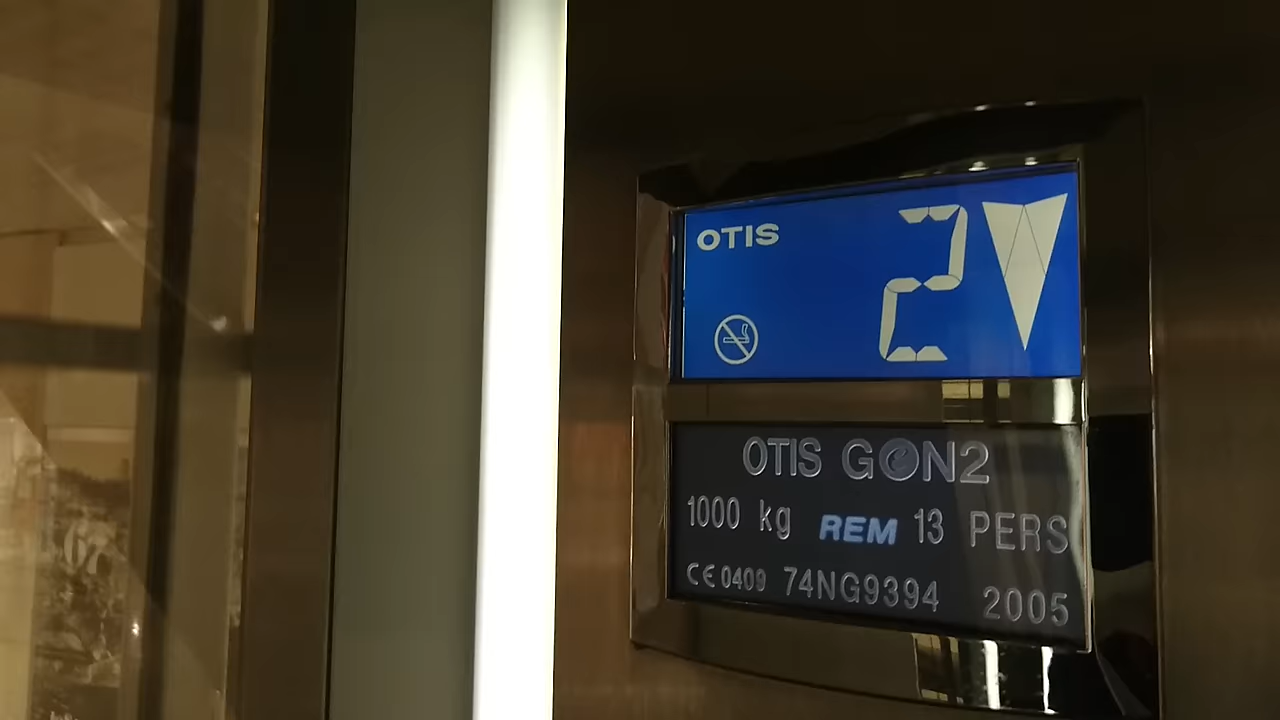 OTIS
2
OTIS GEN2
1000 kg REM 13 PERS
CE 0409 74NG9394 2005